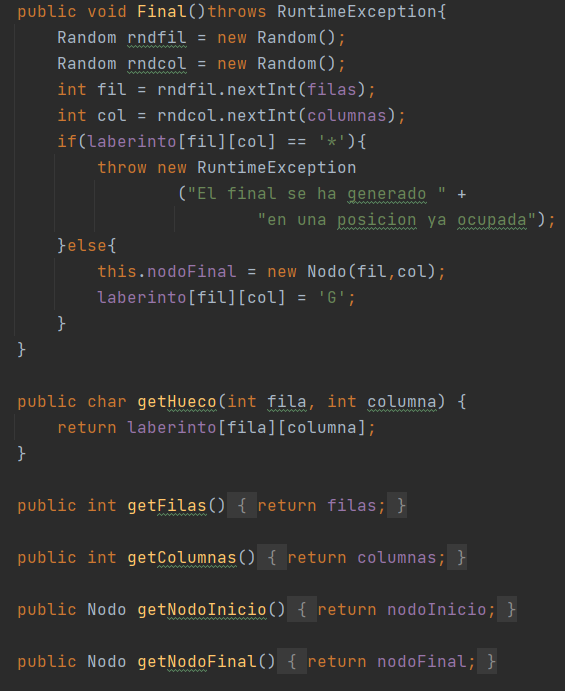 public void Final()throws RuntimeException{
    Random rndfil = new Random();
    Random rndcol = new Random();
    int fil = rndfil.nextInt(filas);
    int col = rndcol.nextInt(columnas);
    if(laberinto[fil][col] == '*'){
        throw new RuntimeException
                ("El final se ha generado " +
                        "en una posicion ya ocupada");
    }else{
        this.nodoFinal = new Nodo(fil,col);
        laberinto[fil][col] = 'G';
    }
}

public char getHueco(int fila, int columna) {
    return laberinto[fila][columna];
}

public int getFilas() { return filas; }

public int getColumnas() { return columnas; }

public Nodo getNodoInicio() { return nodoInicio; }

public Nodo getNodoFinal() { return nodoFinal; }